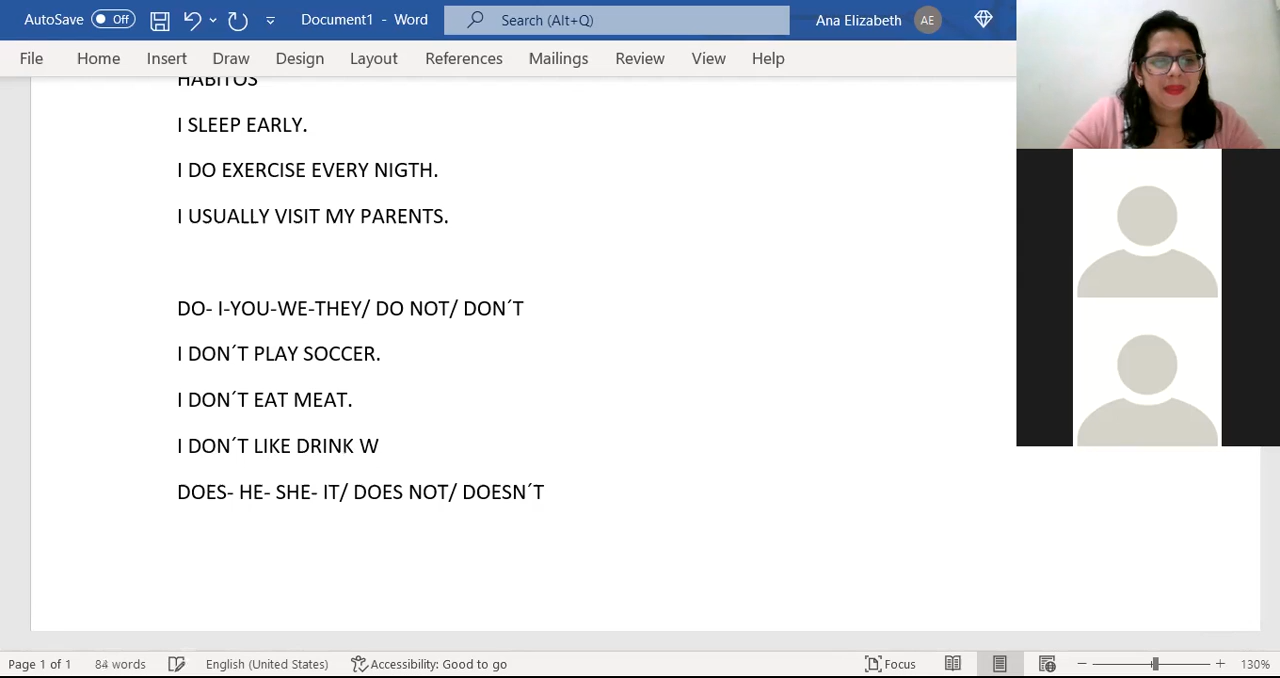 AutoSave Off Document1 - Word Search (Alt+Q) Ana Elizabeth AE
File Home Insert Draw Design Layout References Mailings Review View Help
HABITOS
I SLEEP EARLY.
I DO EXERCISE EVERY NIGTH.
I USUALLY VISIT MY PARENTS.
DO- I-YOU-WE-THEY/ DO NOT/ DON´T
I DON´T PLAY SOCCER.
I DON´T EAT MEAT.
I DON´T LIKE DRINK W
DOES- HE- SHE- IT/ DOES NOT/ DOESN´T
Page 1 of 1 84 words English (United States) Accessibility: Good to go Focus 130%